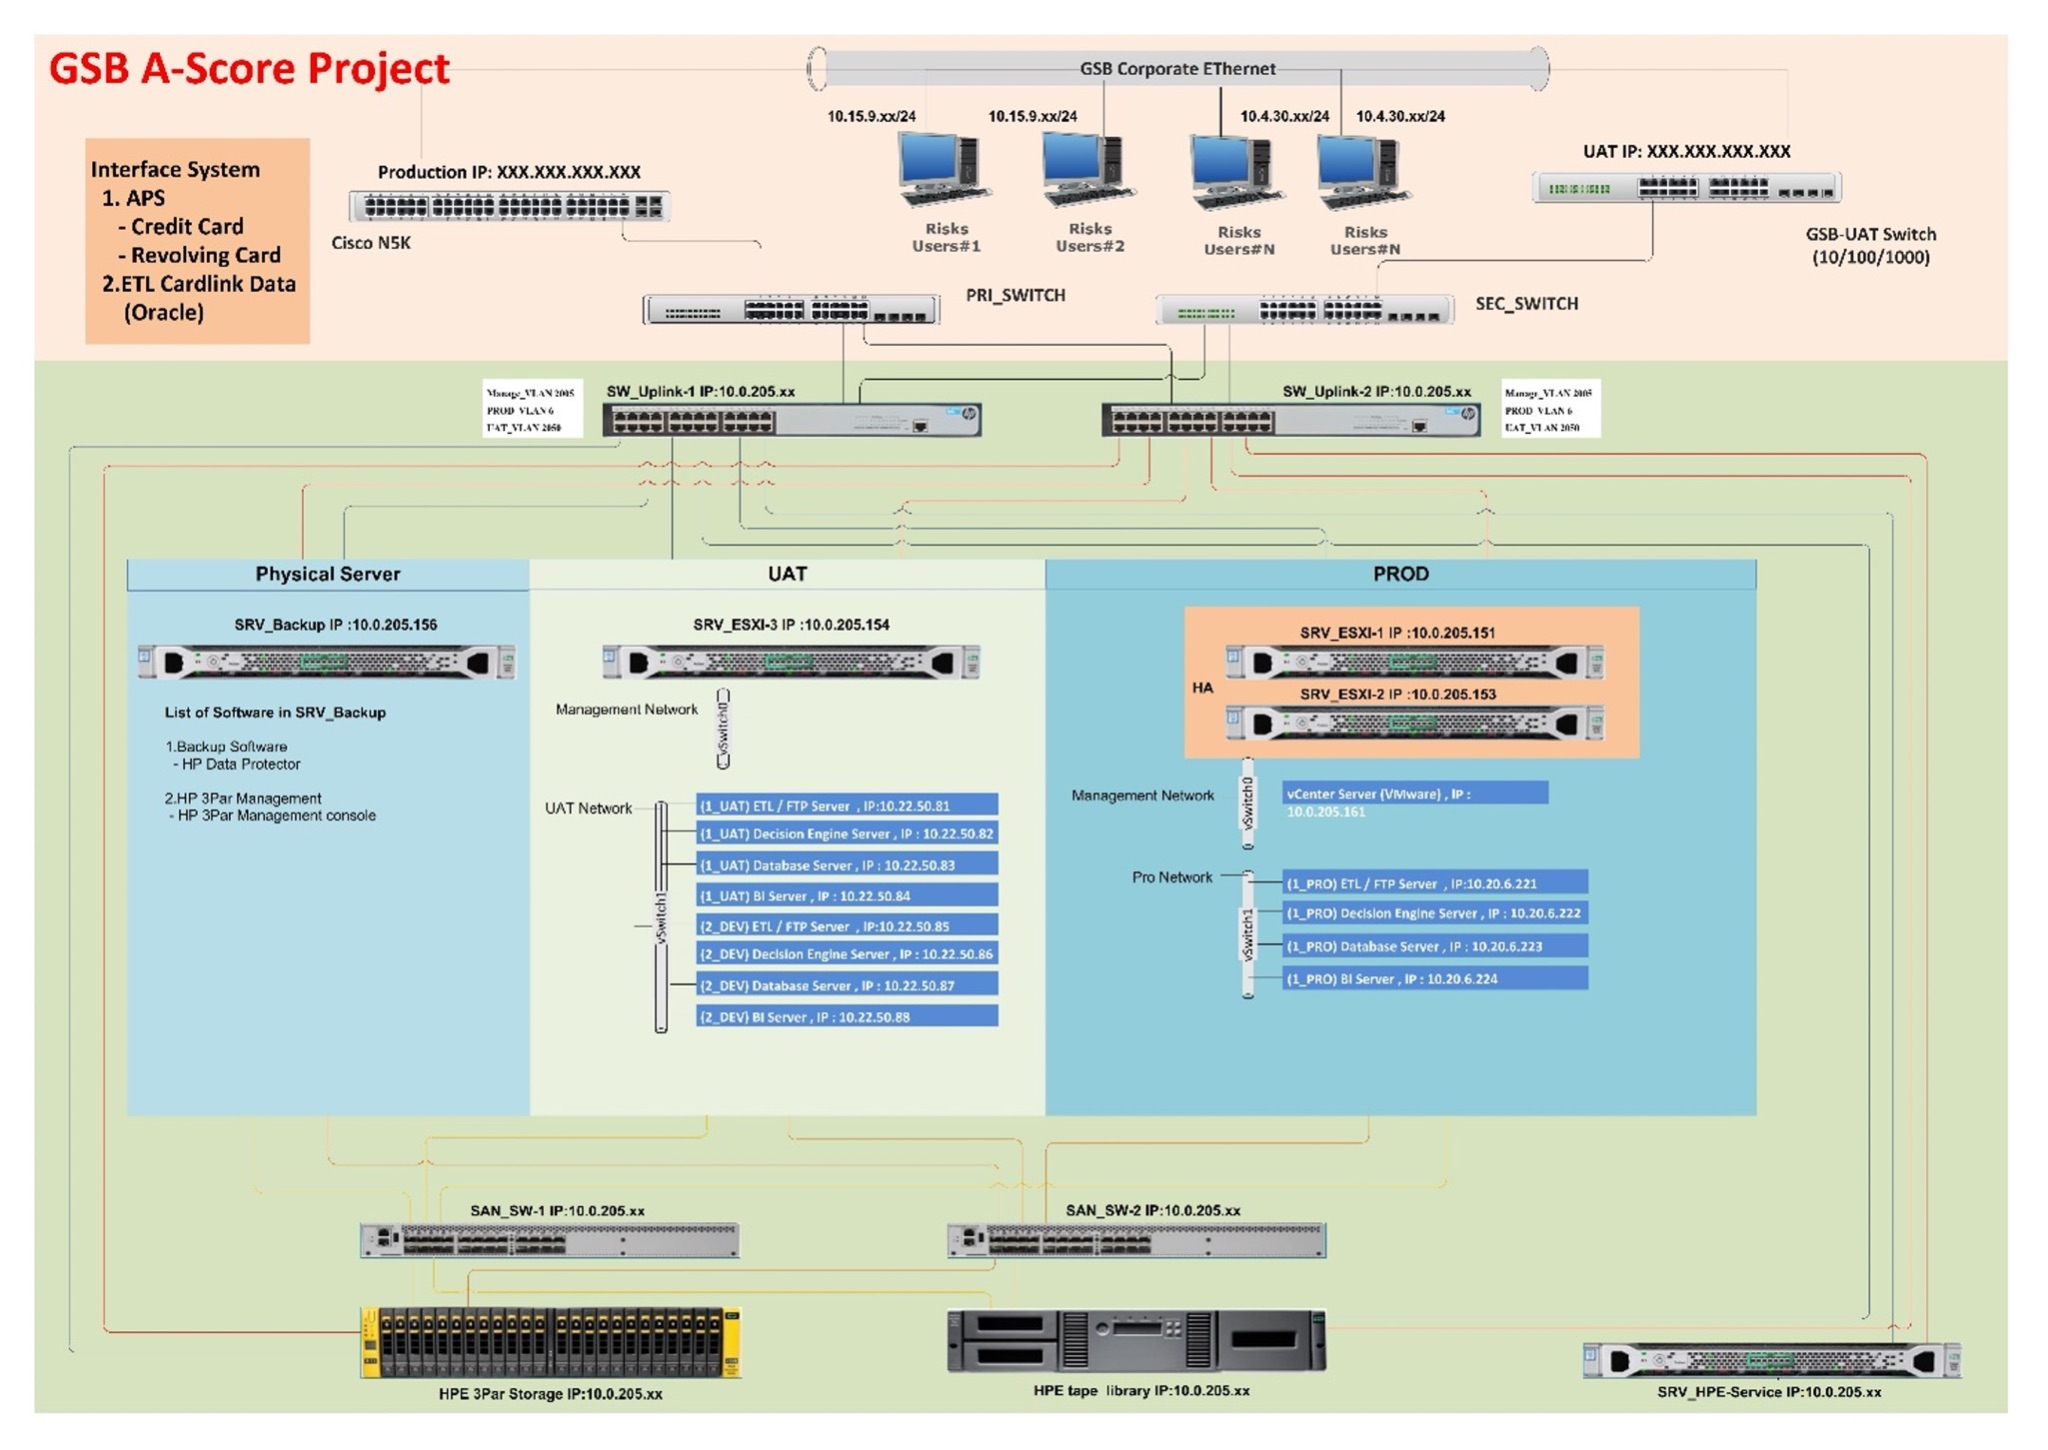 GSB A-Score Project
GSB Corporate EThernet
10.15.9.xx/24
10.15.9.xx/24
10.4.30.xx/24
10.4.30.xx/24
Interface System
1. APS
- Credit Card
- Revolving Card
2.ETL Cardlink Data
(Oracle)
Production IP: XXX.XXX.XXX.XXX
Cisco N5K
Risks
Users#1
Risks
Users#2
Risks
Users#N
Risks
Users#N
UAT IP: XXX.XXX.XXX.XXX
GSB-UAT Switch
(10/100/1000)
PRI_SWITCH
SEC_SWITCH
Manage_VLAN 2005
PROD_VLAN 6
UAT_VLAN 2050
SW_Uplink-1 IP:10.0.205.xx
SW_Uplink-2 IP:10.0.205.xx
Manage_VLAN 2005
PROD_VLAN 6
UAT_VLAN 2050
Physical Server
SRV_Backup IP :10.0.205.156
List of Software in SRV_Backup
1.Backup Software
- HP Data Protector
2.HP 3Par Management
- HP 3Par Management console
UAT
SRV_ESXI-3 IP :10.0.205.154
Management Network
vSwitch0
UAT Network
vSwitch1
(1_UAT) ETL / FTP Server , IP:10.22.50.81
(1_UAT) Decision Engine Server , IP : 10.22.50.82
(1_UAT) Database Server , IP : 10.22.50.83
(1_UAT) BI Server , IP : 10.22.50.84
(2_DEV) ETL / FTP Server , IP:10.22.50.85
(2_DEV) Decision Engine Server , IP : 10.22.50.86
(2_DEV) Database Server , IP : 10.22.50.87
(2_DEV) BI Server , IP : 10.22.50.88
PROD
HA
SRV_ESXI-1 IP :10.0.205.151
SRV_ESXI-2 IP :10.0.205.153
Management Network
vSwitch0
vCenter Server (VMware) , IP :
10.0.205.161
Pro Network
vSwitch1
(1_PRO) ETL / FTP Server , IP:10.20.6.221
(1_PRO) Decision Engine Server , IP : 10.20.6.222
(1_PRO) Database Server , IP : 10.20.6.223
(1_PRO) BI Server , IP : 10.20.6.224
SAN_SW-1 IP:10.0.205.xx
SAN_SW-2 IP:10.0.205.xx
HPE 3Par Storage IP:10.0.205.xx
HPE tape library IP:10.0.205.xx
SRV_HPE-Service IP:10.0.205.xx